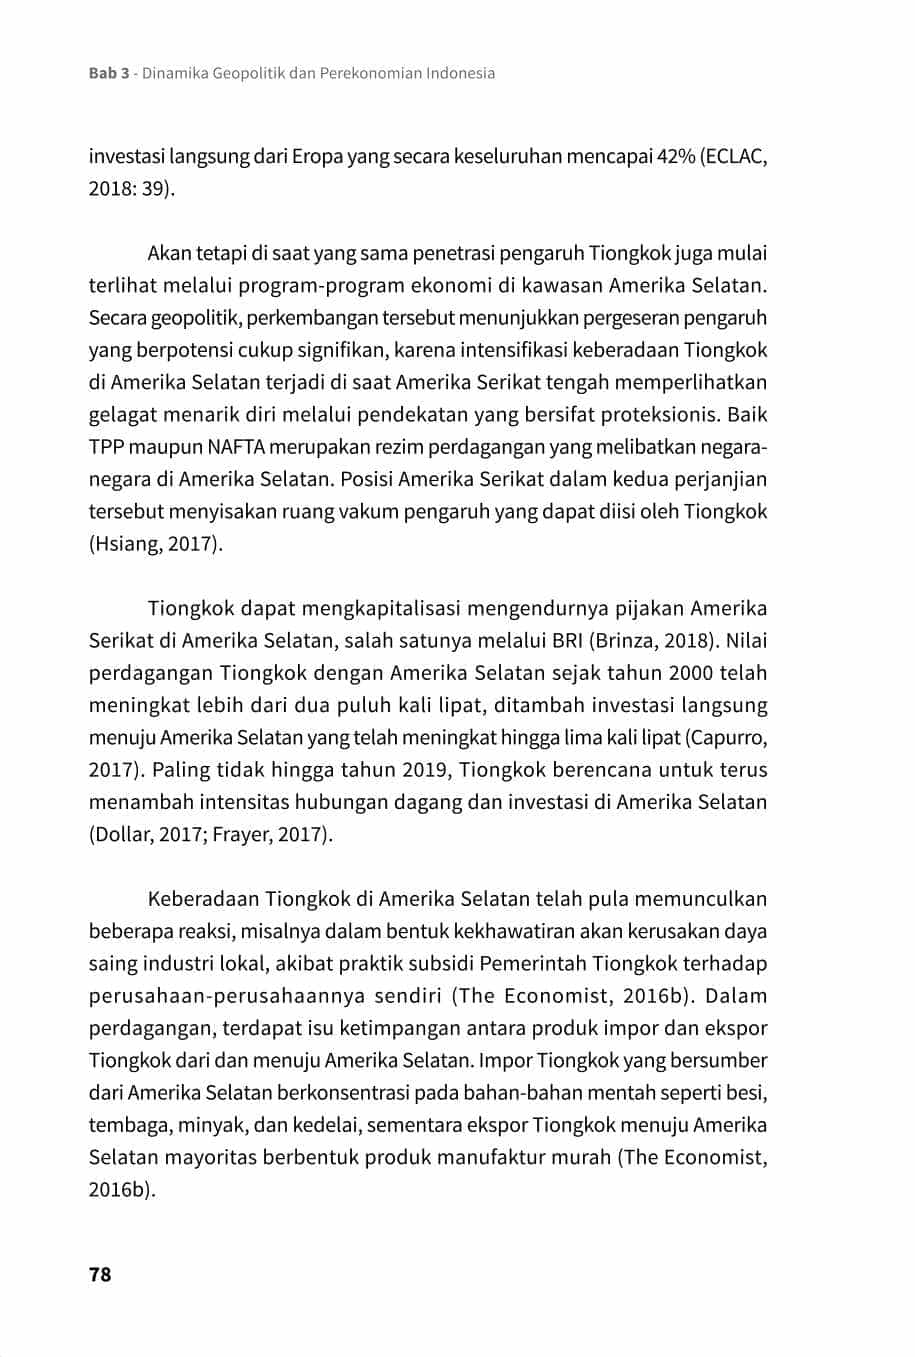 Bab 3 - Dinamika Geopolitik dan Perekonomian Indonesia
investasi langsung dari Eropa yang secara keseluruhan mencapai 42% (ECLAC,
2018: 39).
Akan tetapi di saat yang sama penetrasi pengaruh Tiongkok juga mulai
terlihat melalui program-program ekonomi di kawasan Amerika Selatan.
Secara geopolitik, perkembangan tersebut menunjukkan pergeseran pengaruh
yang berpotensi cukup signifikan, karena intensifikasi keberadaan Tiongkok
di Amerika Selatan terjadi di saat Amerika Serikat tengah memperlihatkan
gelagat menarik diri melalui pendekatan yang bersifat proteksionis. Baik
TPP maupun NAFTA merupakan rezim perdagangan yang melibatkan negara-
negara di Amerika Selatan. Posisi Amerika Serikat dalam kedua perjanjian
tersebut menyisakan ruang vakum pengaruh yang dapat diisi oleh Tiongkok
(Hsiang, 2017).
Tiongkok dapat mengkapitalisasi mengendurnya pijakan Amerika
Serikat di Amerika Selatan, salah satunya melalui BRI (Brinza, 2018). Nilai
perdagangan Tiongkok dengan Amerika Selatan sejak tahun 2000 telah
meningkat lebih dari dua puluh kali lipat, ditambah investasi langsung
menuju Amerika Selatan yang telah meningkat hingga lima kali lipat (Capurro,
2017). Paling tidak hingga tahun 2019, Tiongkok berencana untuk terus
menambah intensitas hubungan dagang dan investasi di Amerika Selatan
(Dollar, 2017; Frayer, 2017).
Keberadaan Tiongkok di Amerika Selatan telah pula memunculkan
beberapa reaksi, misalnya dalam bentuk kekhawatiran akan kerusakan daya
saing industri lokal, akibat praktik subsidi Pemerintah Tiongkok terhadap
perusahaan-perusahaannya sendiri (The Economist, 2016b). Dalam
perdagangan, terdapat isu ketimpangan antara produk impor dan ekspor
Tiongkok dari dan menuju Amerika Selatan. Impor Tiongkok yang bersumber
dari Amerika Selatan berkonsentrasi pada bahan-bahan mentah seperti besi,
tembaga, minyak, dan kedelai, sementara ekspor Tiongkok menuju Amerika
Selatan mayoritas berbentuk produk manufaktur murah (The Economist,
2016b).
78